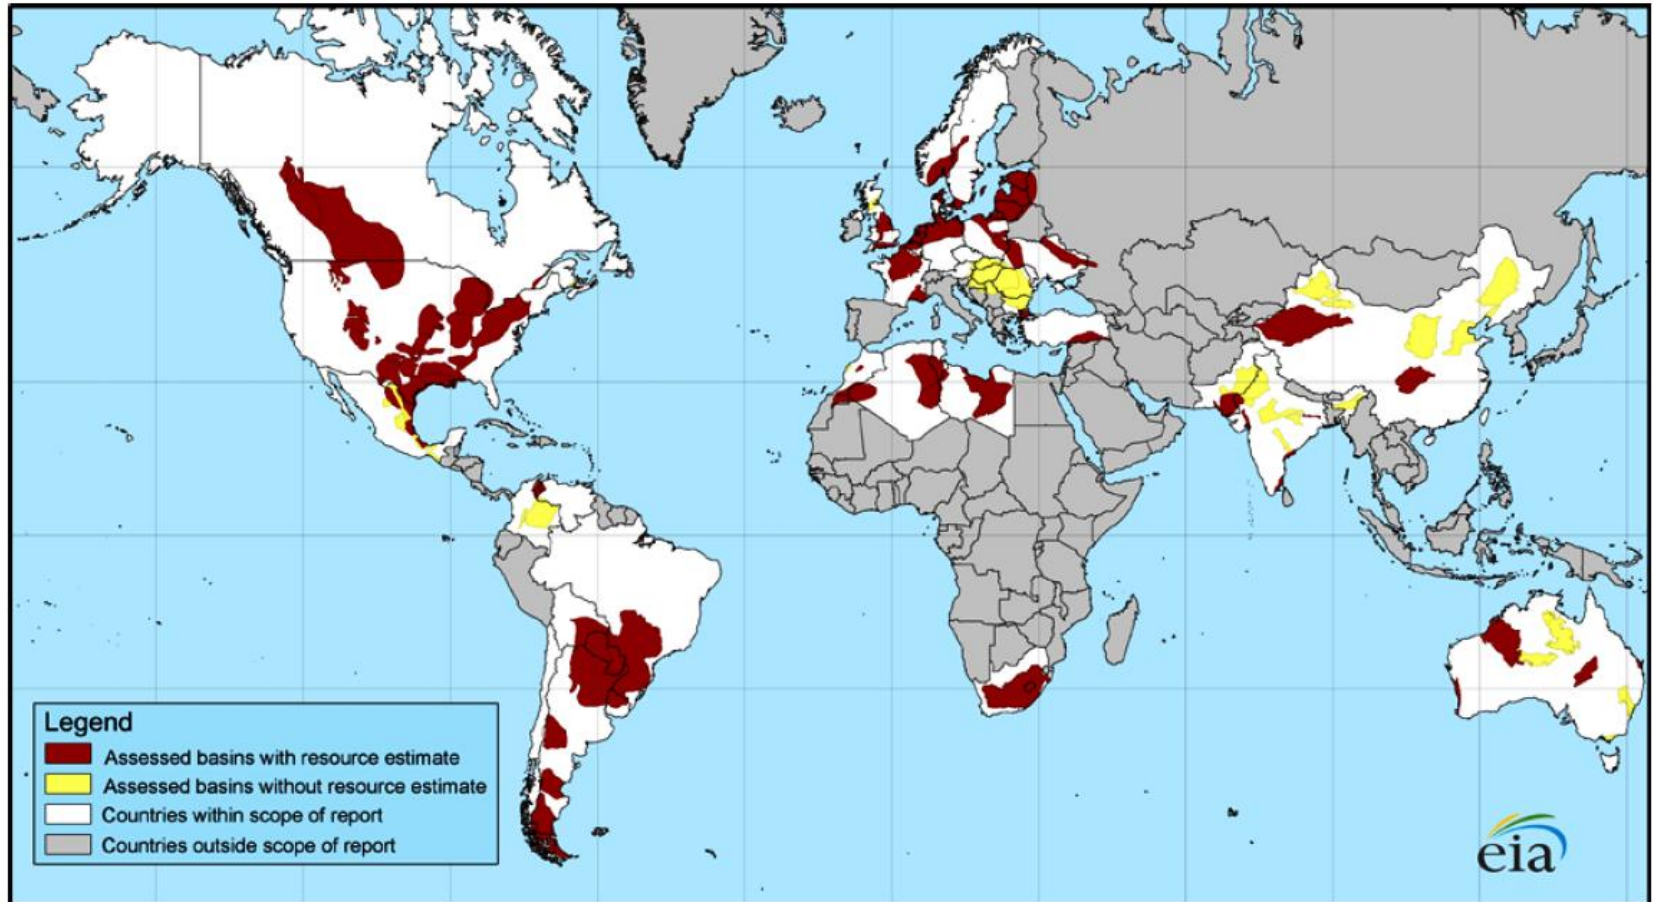 Legend
Assessed basins with resource estimate
Assessed basins without resource estimate
Countries within scope of report
Countries outside scope of report
eia